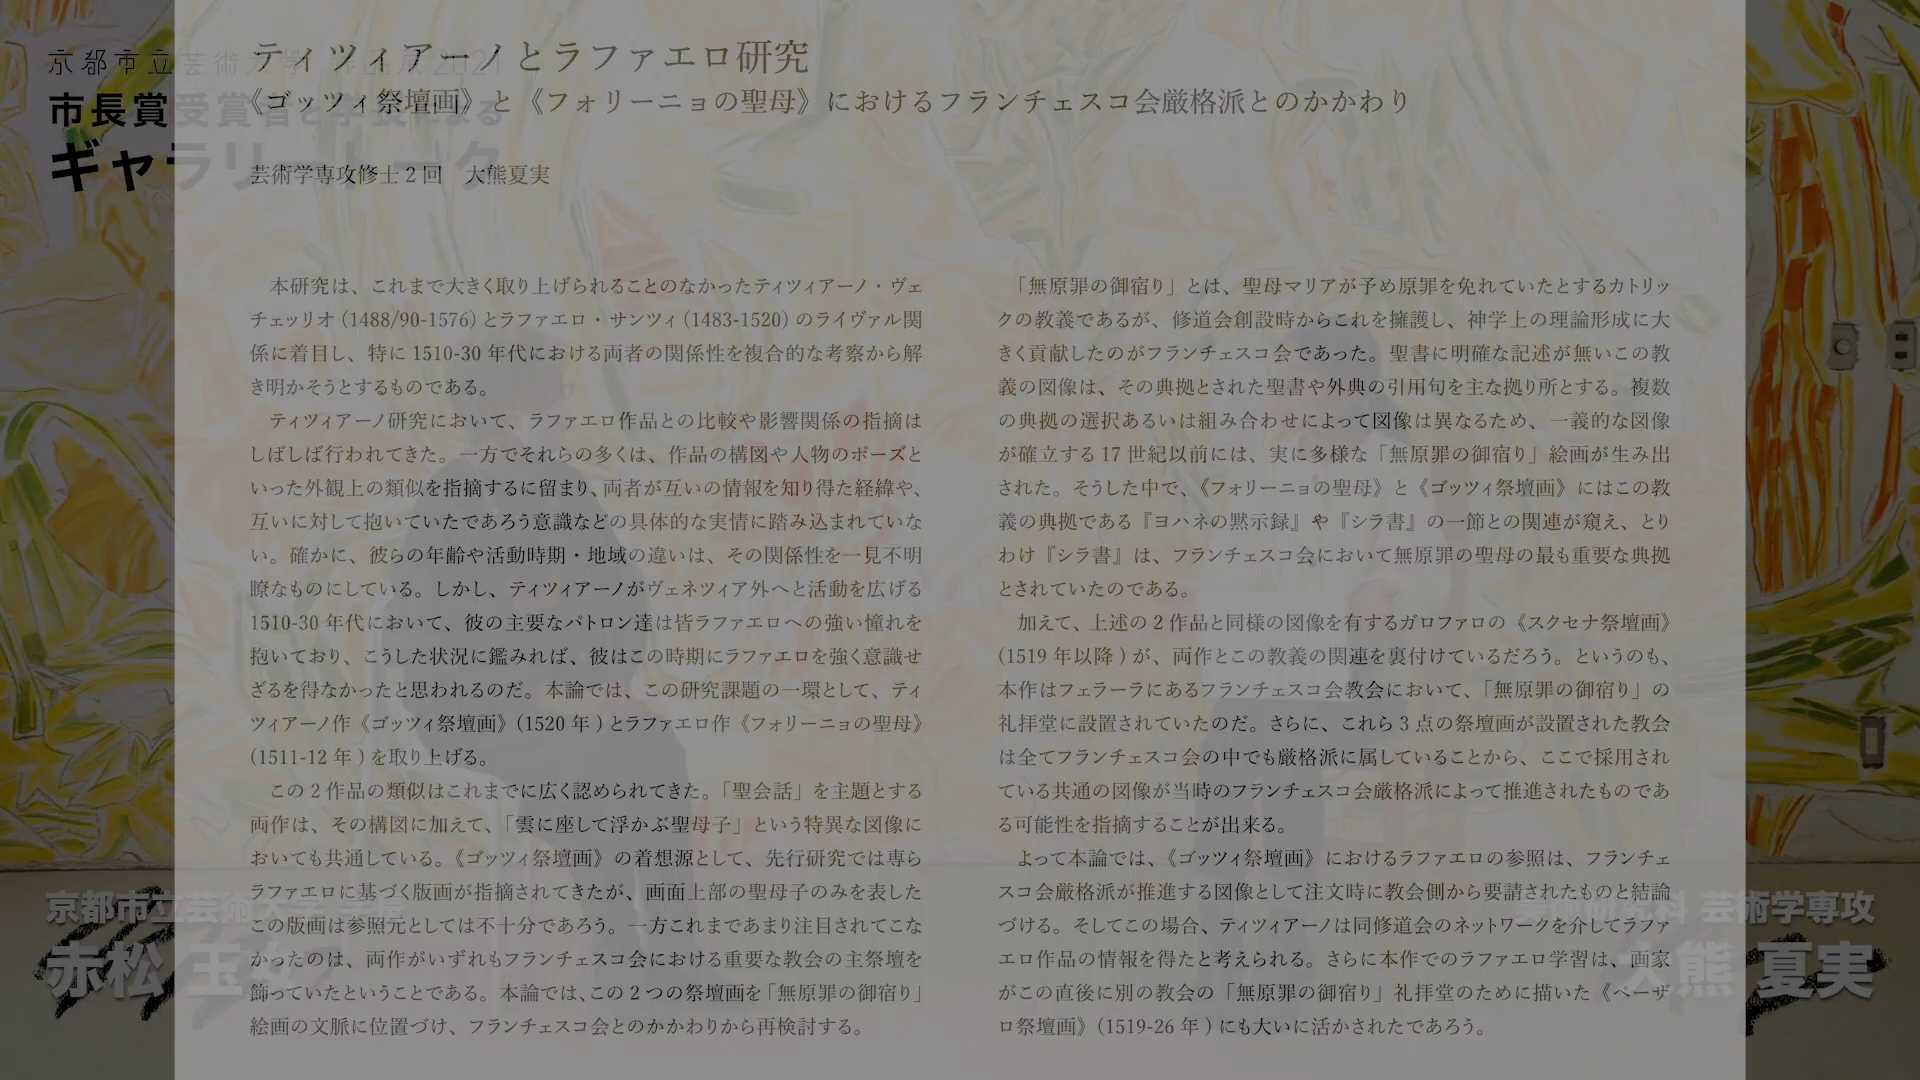 京都市立芸術大学 作品展2021
市長賞受賞者と学長による
ギャラリートーク
ティツィアーノとラファエロ研究
《ゴッツィ祭壇画》と《フォリーニョの聖母》におけるフランチェスコ会厳格派とのかかわり
芸術学専攻修士2回 大熊夏実
本研究は、これまで大きく取り上げられることのなかったティツィアーノ・ヴェ
チェッリオ (1488/90-1576) とラファエロ・サンツィ (1483-1520) のライヴァル関
係に着目し、特に 1510-30 年代における両者の関係性を複合的な考察から解
き明かそうとするものである。
ティツィアーノ研究において、ラファエロ作品との比較や影響関係の指摘は
しばしば行われてきた。一方でそれらの多くは、作品の構図や人物のポーズと
いった外観上の類似を指摘するに留まり、両者が互いの情報を知り得た経緯や、
互いに対して抱いていたであろう意識などの具体的な実情に踏み込まれていな
い。確かに、彼らの年齢や活動時期・地域の違いは、その関係性を一見不明
瞭なものにしている。しかし、ティツィアーノがヴェネツィア外へと活動を広げる
1510-30 年代において、彼の主要なパトロン達は皆ラファエロへの強い憧れを
抱いており、こうした状況に鑑みれば、彼はこの時期にラファエロを強く意識せ
ざるを得なかったと思われるのだ。本論では、この研究課題の一環として、ティ
ツィアーノ作《ゴッツィ祭壇画》(1520 年 ) とラファエロ作《フォリーニョの聖母》
(1511-12 年 ) を取り上げる。
この 2 作品の類似はこれまでに広く認められてきた。「聖会話」を主題とする
両作は、その構図に加えて、「雲に座して浮かぶ聖母子」という特異な図像に
おいても共通している。《ゴッツィ祭壇画》の着想源として、先行研究では専ら
ラファエロに基づく版画が指摘されてきたが、画面上部の聖母子のみを表した
この版画は参照元としては不十分であろう。一方これまであまり注目されてこな
かったのは、両作がいずれもフランチェスコ会における重要な教会の主祭壇を
飾っていたということである。本論では、この 2 つの祭壇画を「無原罪の御宿り」
絵画の文脈に位置づけ、フランチェスコ会とのかかわりから再検討する。
「無原罪の御宿り」とは、聖母マリアが予め原罪を免れていたとするカトリッ
クの教義であるが、修道会創設時からこれを擁護し、神学上の理論形成に大
きく貢献したのがフランチェスコ会であった。聖書に明確な記述が無いこの教
義の図像は、その典拠とされた聖書や外典の引用句を主な拠り所とする。複数
の典拠の選択あるいは組み合わせによって図像は異なるため、一義的な図像
が確立する 17 世紀以前には、実に多様な「無原罪の御宿り」絵画が生み出
された。そうした中で、《フォリーニョの聖母》と《ゴッツィ祭壇画》にはこの教
義の典拠である『ヨハネの黙示録』や『シラ書』の一節との関連が窺え、とり
わけ『シラ書』は、フランチェスコ会において無原罪の聖母の最も重要な典拠
とされていたのである。
加えて、上述の 2 作品と同様の図像を有するガロファロの《スクセナ祭壇画》
(1519 年以降 ) が、両作とこの教義の関連を裏付けているだろう。というのも、
本作はフェラーラにあるフランチェスコ会教会において、「無原罪の御宿り」の
礼拝堂に設置されていたのだ。さらに、これら 3 点の祭壇画が設置された教会
は全てフランチェスコ会の中でも厳格派に属していることから、ここで採用され
ている共通の図像が当時のフランチェスコ会厳格派によって推進されたものであ
る可能性を指摘することが出来る。
よって本論では、《ゴッツィ祭壇画》におけるラファエロの参照は、フランチェ
スコ会厳格派が推進する図像として注文時に教会側から要請されたものと結論
づける。そしてこの場合、ティツィアーノは同修道会のネットワークを介してラファ
エロ作品の情報を得たと考えられる。さらに本作でのラファエロ学習は、画家
がこの直後に別の教会の「無原罪の御宿り」礼拝堂のために描いた《ペーザ
ロ祭壇画》(1519-26 年 ) にも大いに活かされたであろう。
京都市立芸術
赤松 玉
研究科 芸術学専攻
大熊 夏実